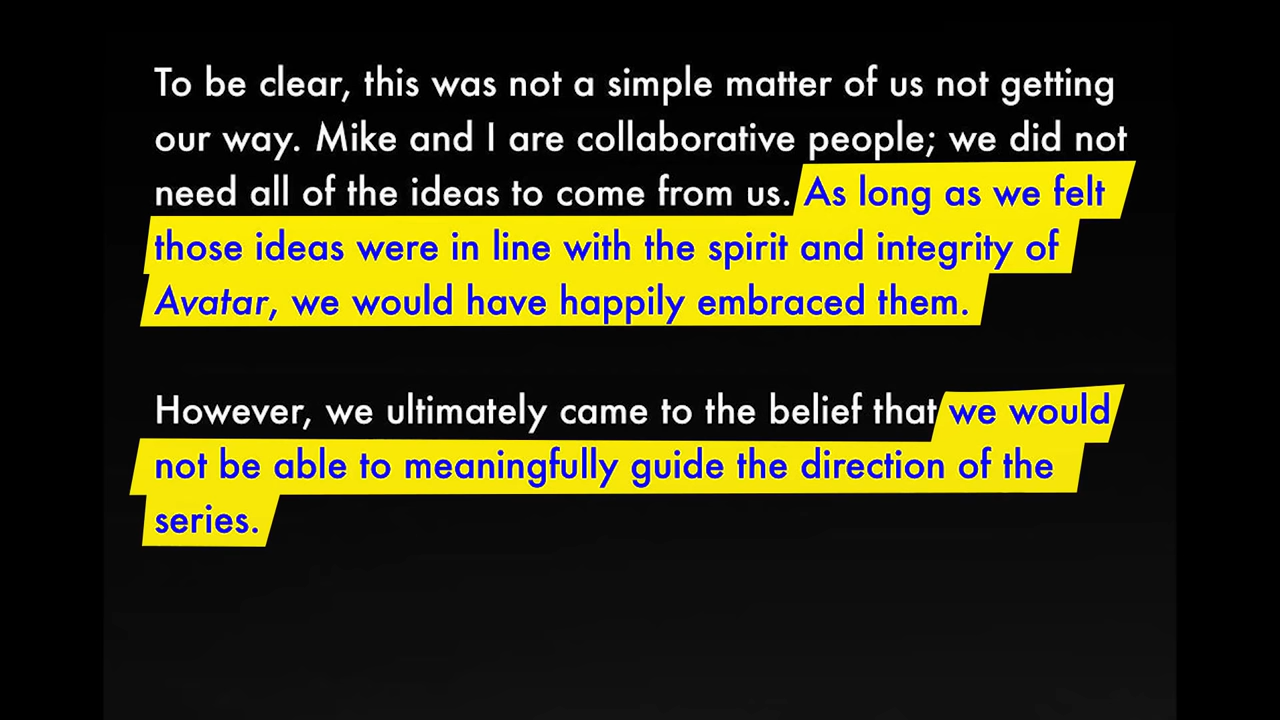 To be clear, this was not a simple matter of us not getting
our way. Mike and I are collaborative people; we did not
need all of the ideas to come from us. As long as we felt
those ideas were in line with the spirit and integrity of
Avatar, we would have happily embraced them.
However, we ultimately came to the belief that we would
not be able to meaningfully guide the direction of the
series.